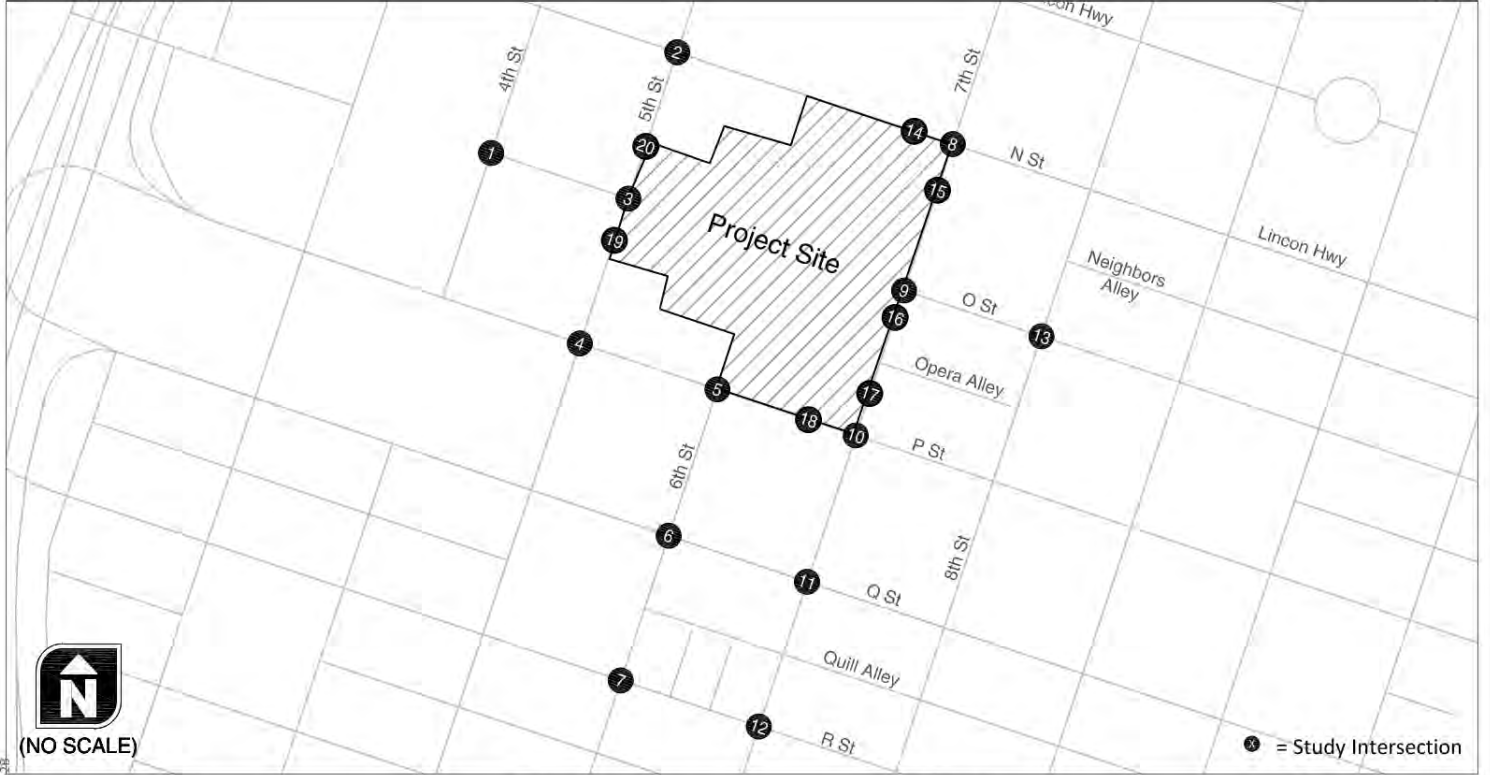 con Hwy
4th St
2
7th St
5th St
14
8
20
1
N St
15
3
Project Site
19
Lincon Hwy
Neighbors
Alley
9
O St
16
13
4
Opera Alley
5
17
18
10
P St
6th St
6
8th St
11
Q St
Quill Alley
7
12
R St
N
(NO SCALE)
X = Study Intersection